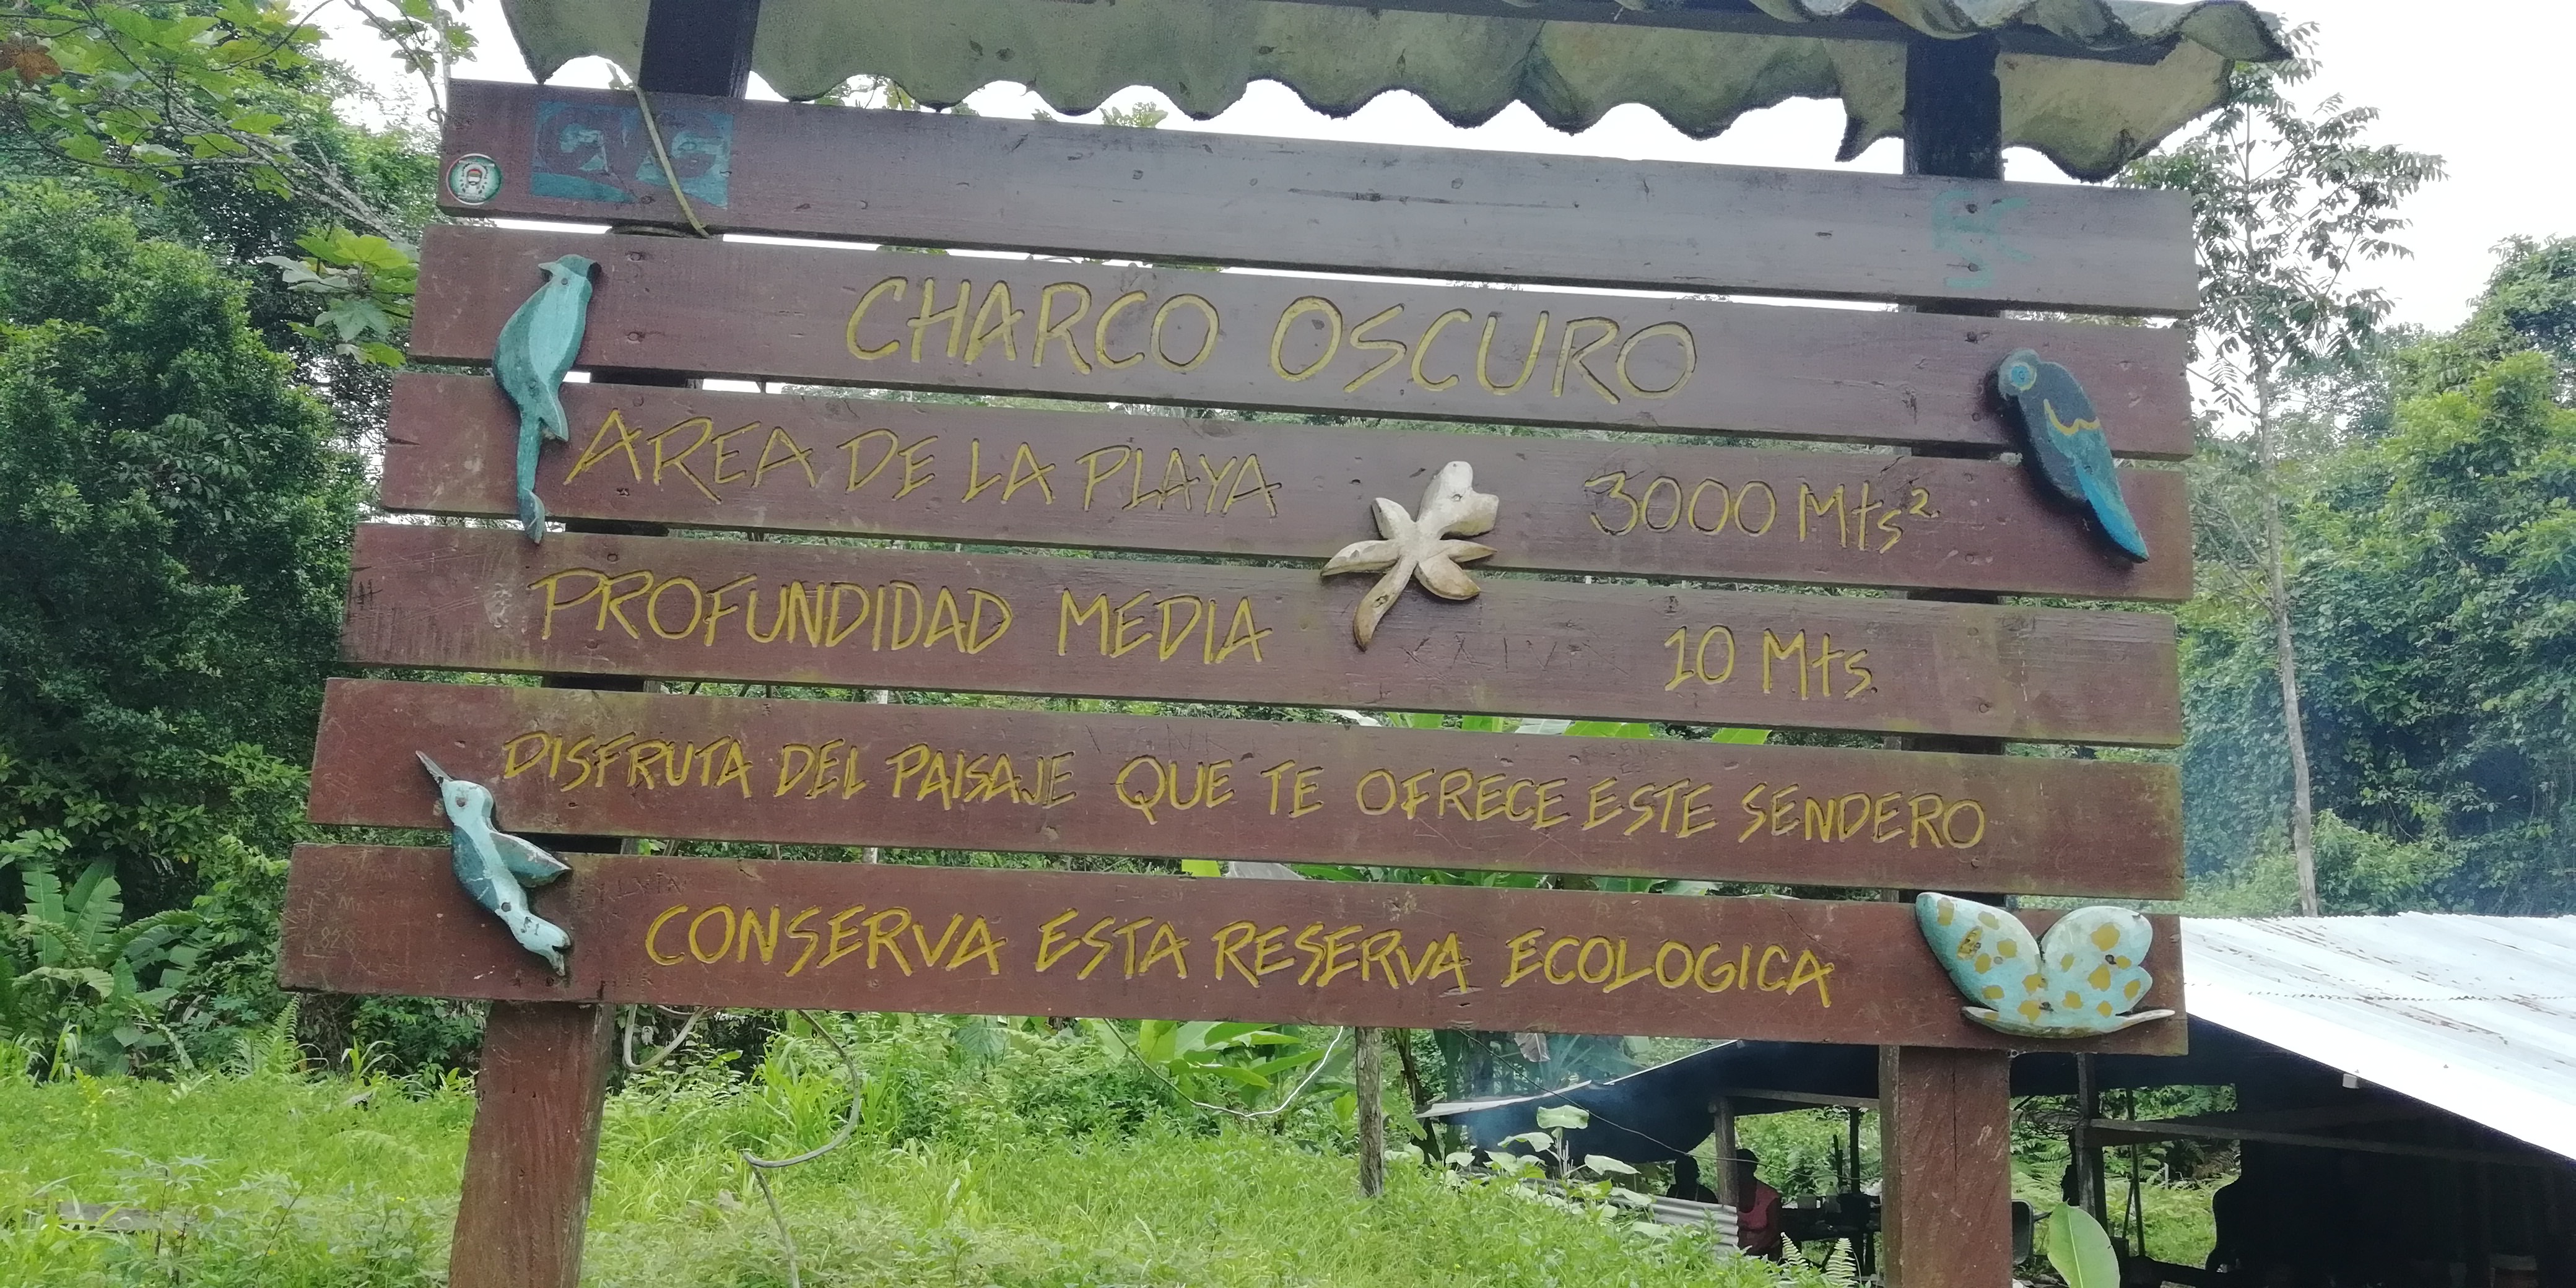 CHARCO OSCURO
AREA DE LA PLAYA 3000 Mts²
PROFUNDIDAD MEDIA 10 Mts
DISFRUTA DEL PAISAJE QUE TE OFRECE ESTE SENDERO
CONSERVA ESTA RESERVA ECOLOGICA